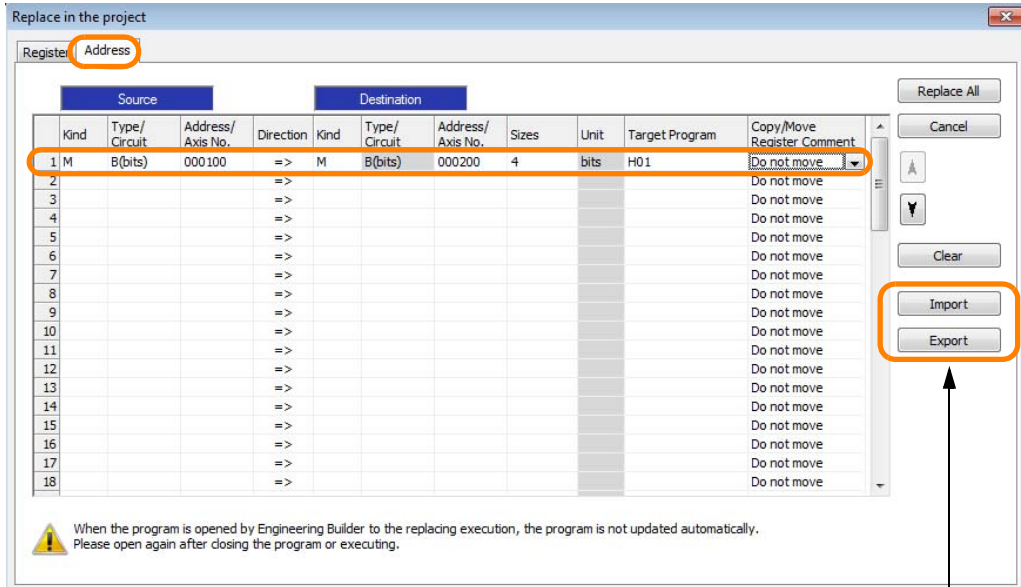 Replace in the project
Register Address
Source Destination Replace All
Kind Type/ Circuit Address/ Axis No. Direction Kind Type/ Circuit Address/ Axis No. Sizes Unit Target Program Copy/Move Register Comment Cancel
1 M B(bits) 000100 => M B(bits) 000200 4 bits H01 Do not move
2 => Do not move
3 => Do not move
4 => Do not move
5 => Do not move
6 => Do not move Clear
7 => Do not move
8 => Do not move
9 => Do not move Import
10 => Do not move
11 => Do not move Export
12 => Do not move
13 => Do not move
14 => Do not move
15 => Do not move
16 => Do not move
17 => Do not move
18 => Do not move
When the program is opened by Engineering Builder to the replacing execution, the program is not updated automatically.
Please open again after closing the program or executing.